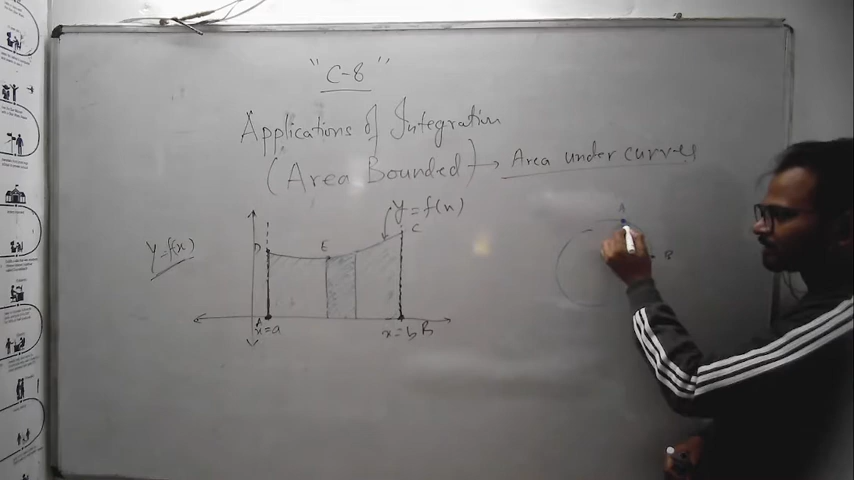 "C-8"
Applications of Integration
(Area Bounded) → Area under curves
y=f(x)
y=f(x)
C
D
E
A
x=a
x=b B
A
B